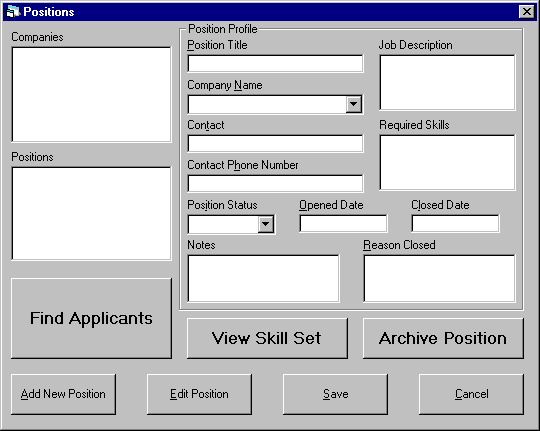 Positions
Companies
Positions
Find Applicants
Position Profile
Position Title
Company Name
Contact
Contact Phone Number
Position Status
Opened Date
Closed Date
Notes
Reason Closed
Job Description
Required Skills
View Skill Set
Archive Position
Add New Position
Edit Position
Save
Cancel